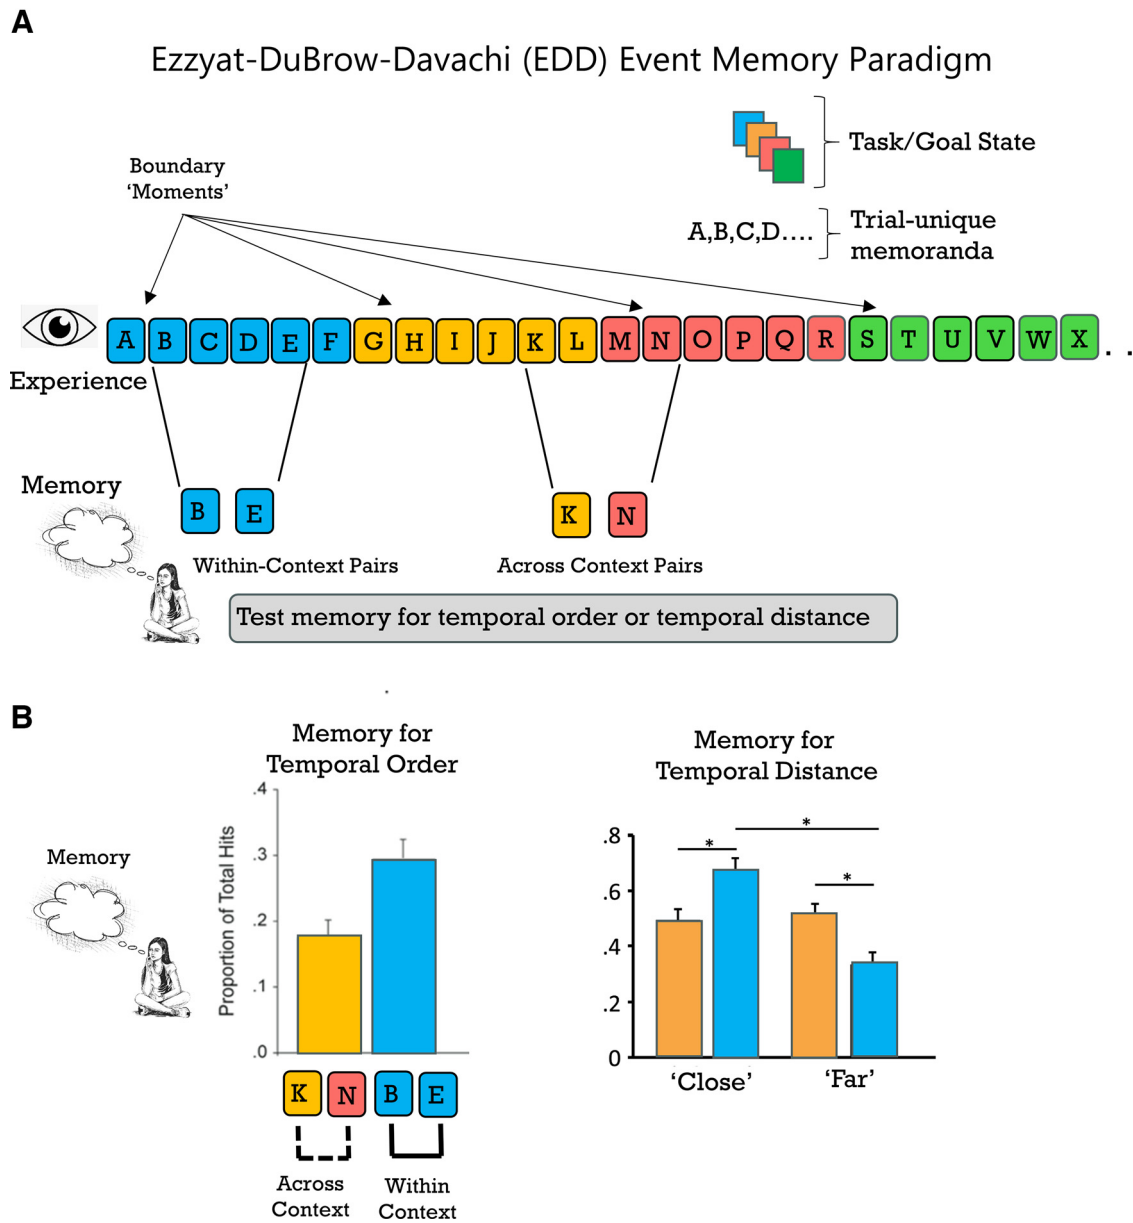 A
Ezzyat-DuBrow-Davachi (EDD) Event Memory Paradigm
Task/Goal State
Boundary
‘Moments’
A,B,C,D....
Trial-unique
memoranda
A B C D E F G H I J K L M N O P Q R S T U V W X . .
Experience
Memory
B E
K N
Within-Context Pairs
Across Context Pairs
Test memory for temporal order or temporal distance
B
Memory for
Temporal Order
Memory for
Temporal Distance
Memory
Proportion of Total Hits
.4
.3
.2
.1
.0
K N B E
Across
Context
Within
Context
.8
.6
.4
.2
0
*
*
*
‘Close’
‘Far’